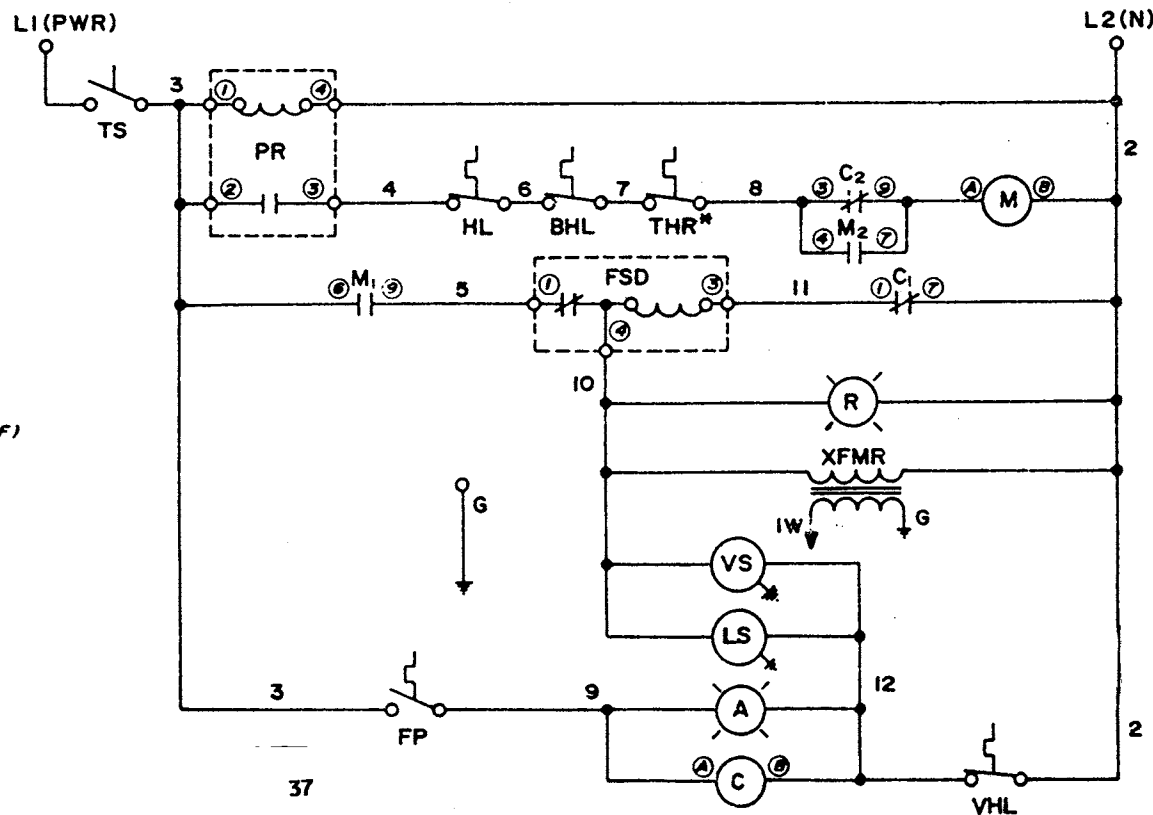 L1(PWR) L2(N)
3 ① ④
TS
PR 2
② ③ 4 6 7 8 ③ C₂ ⑨ Ⓐ M Ⓑ
HL BHL THR* ④ M₂ ⑦
⑥ M₁ ⑨ 5 ① FSD ③ 11 ① C₁ ⑦
④
10
R
F)
XFMR
G
1W G
VS
LS
12
3 9 A
2
FP
37 Ⓐ C Ⓑ
VHL